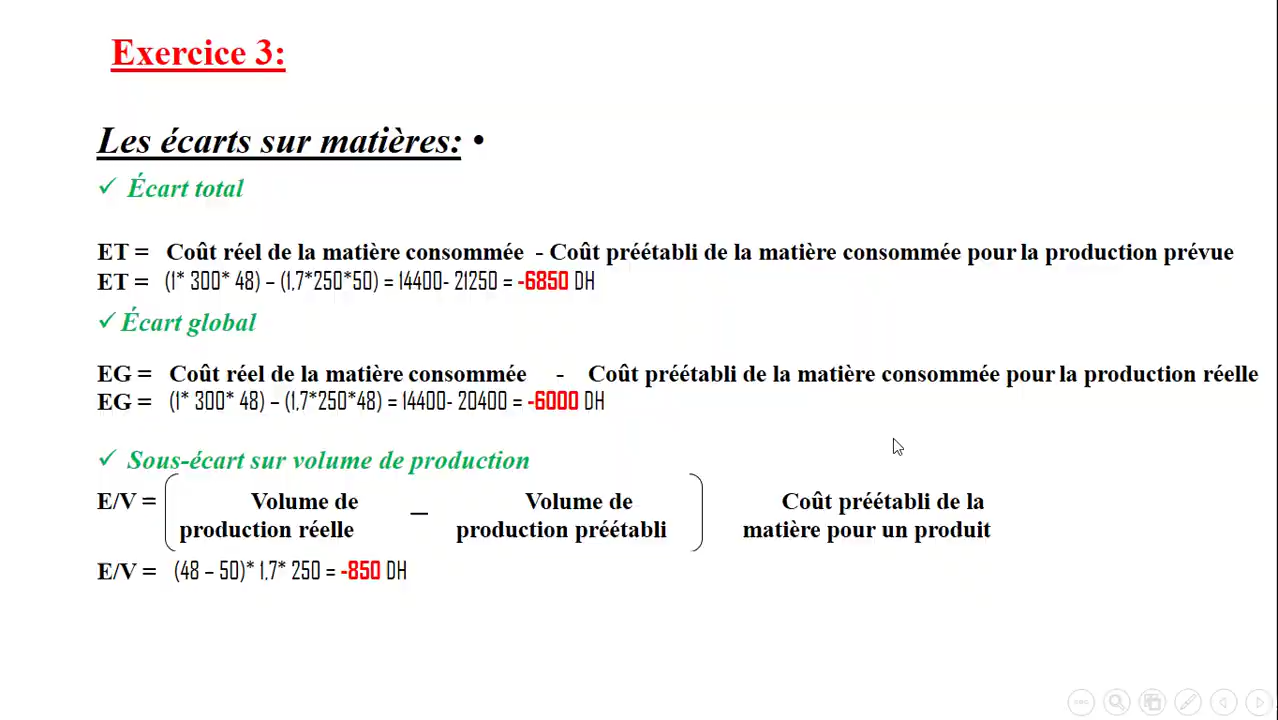 Exercice 3:
Les écarts sur matières: •
✓ Écart total
ET = Coût réel de la matière consommée - Coût préétabli de la matière consommée pour la production prévue
ET = (1* 300* 48) – (1,7*250*50) = 14400- 21250 = -6850 DH
✓ Écart global
EG = Coût réel de la matière consommée - Coût préétabli de la matière consommée pour la production réelle
EG = (1* 300* 48) – (1,7*250*48) = 14400- 20400 = -6000 DH
✓ Sous-écart sur volume de production
E/V = ( Volume de – Volume de ) Coût préétabli de la
production réelle production préétabli matière pour un produit
E/V = (48 – 50)* 1,7* 250 = -850 DH